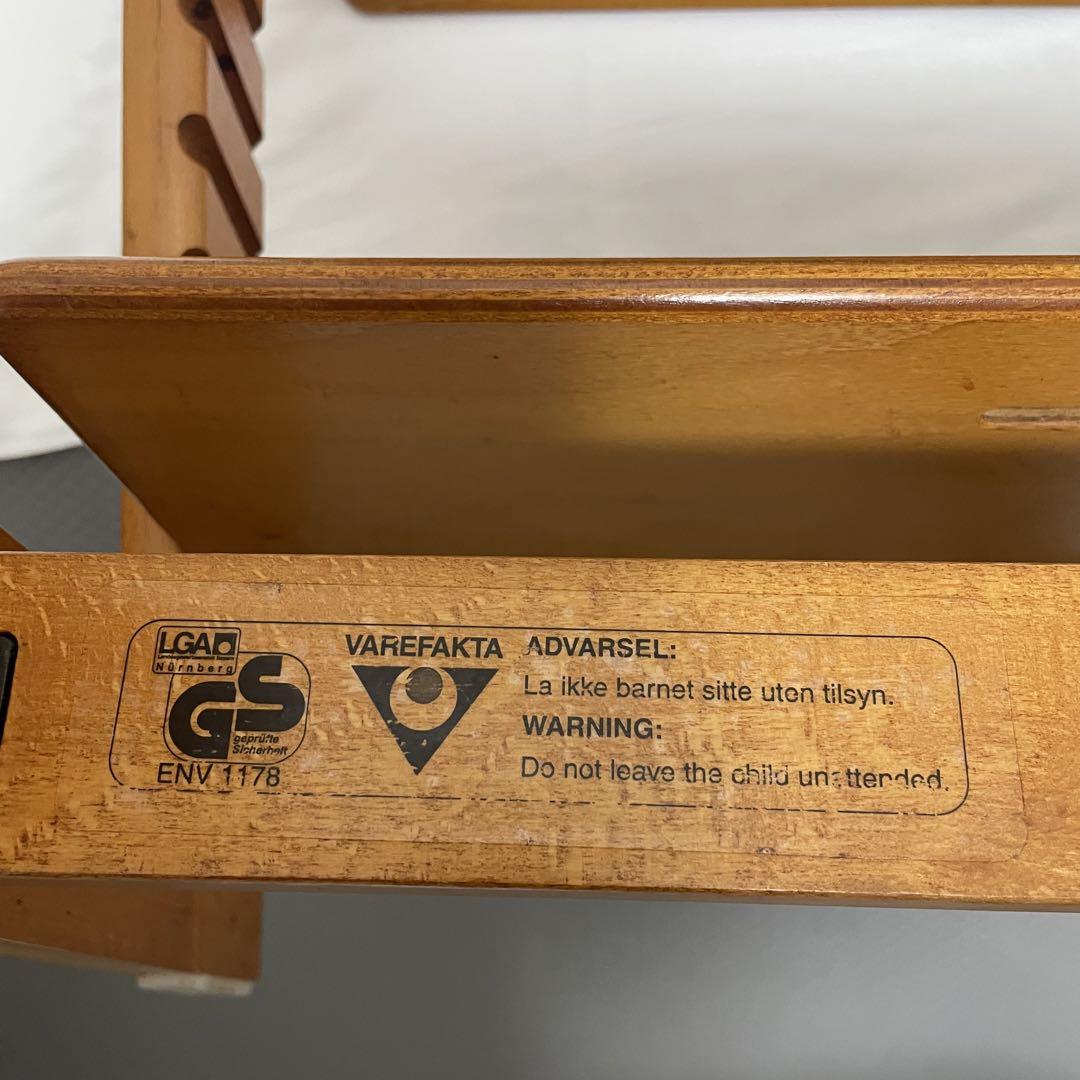 LGA
Nürnberg
GS
geprüfte
Sicherheit
ENV 1178
VAREFAKTA
ADVARSEL:
La ikke barnet sitte uten tilsyn.
WARNING:
Do not leave the child unattended.